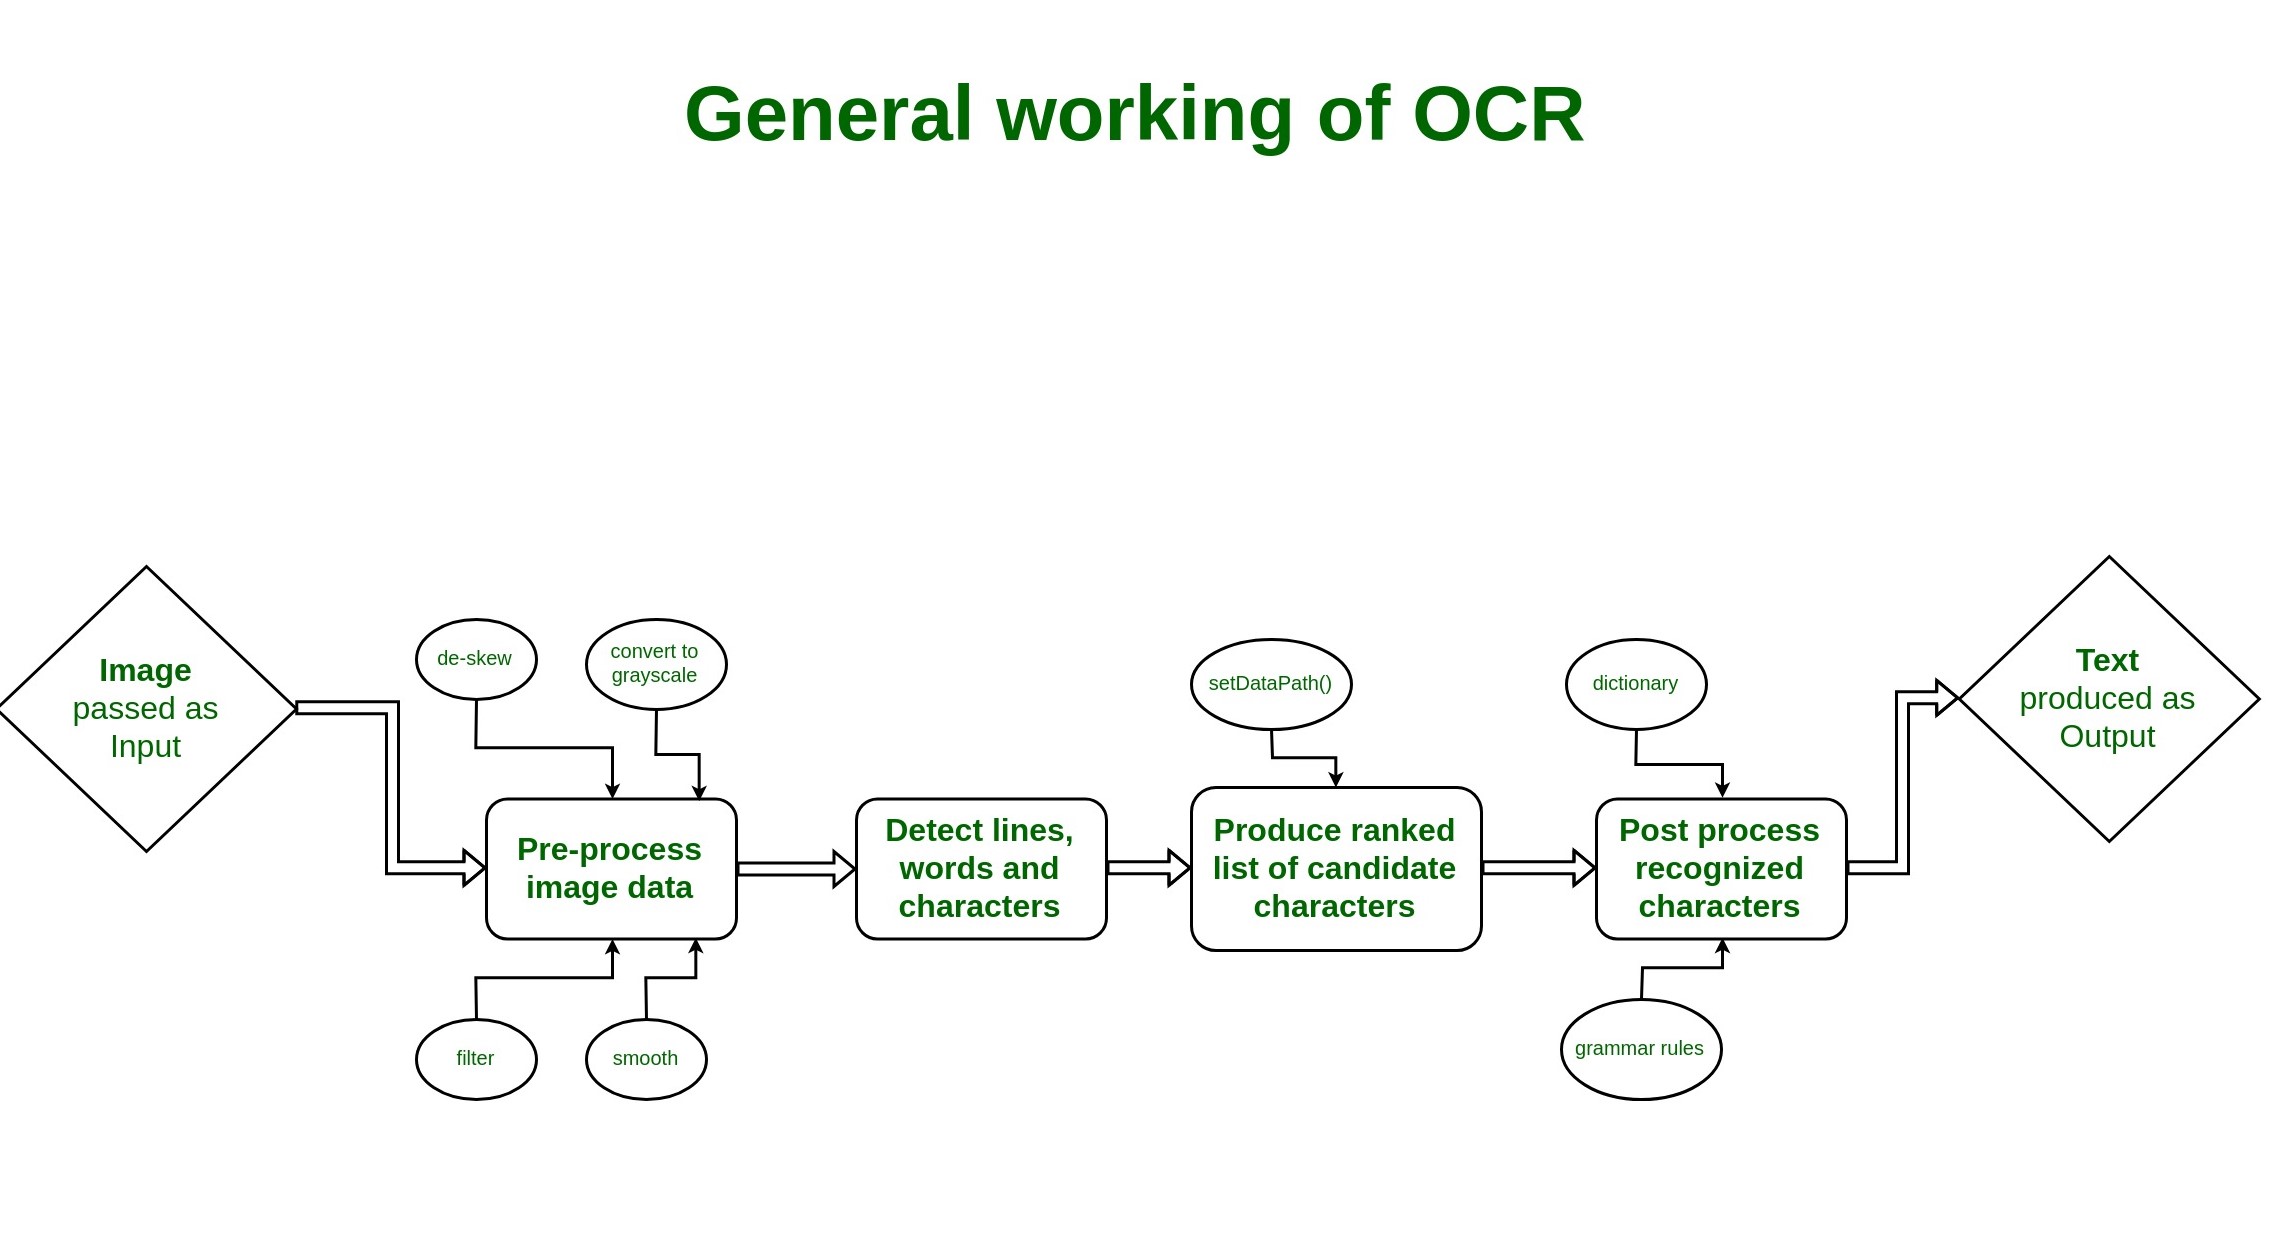 General working of OCR
Image
passed as
Input
de-skew
convert to
grayscale
Pre-process
image data
filter
smooth
Detect lines,
words and
characters
setDataPath()
Produce ranked
list of candidate
characters
dictionary
Post process
recognized
characters
grammar rules
Text
produced as
Output